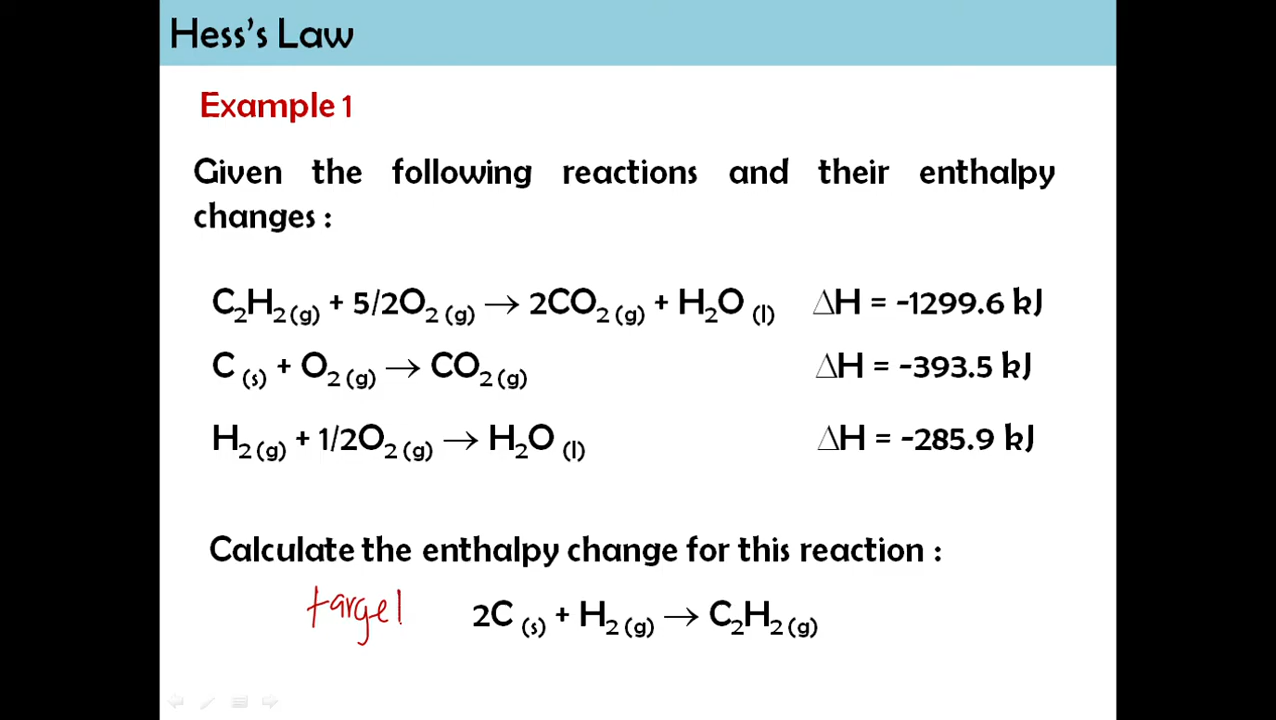 Hess's Law
Example 1
Given the following reactions and their enthalpy
changes :
C₂H₂ (g) + 5/2O₂ (g) → 2CO₂ (g) + H₂O (l) ΔH = -1299.6 kJ
C (s) + O₂ (g) → CO₂ (g) ΔH = -393.5 kJ
H₂ (g) + 1/2O₂ (g) → H₂O (l) ΔH = -285.9 kJ
Calculate the enthalpy change for this reaction :
target 2C (s) + H₂ (g) → C₂H₂ (g)